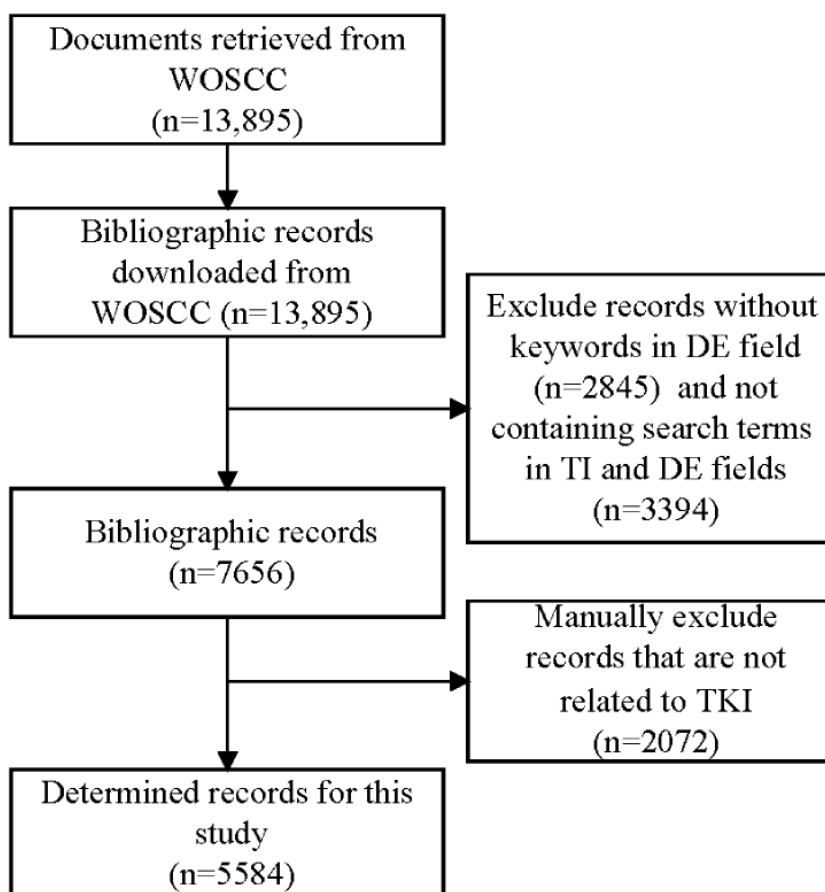 Documents retrieved from
WOSCC
(n=13,895)
Bibliographic records
downloaded from
WOSCC (n=13,895)
Exclude records without
keywords in DE field
(n=2845) and not
containing search terms
in TI and DE fields
(n=3394)
Bibliographic records
(n=7656)
Manually exclude
records that are not
related to TKI
(n=2072)
Determined records for this
study
(n=5584)